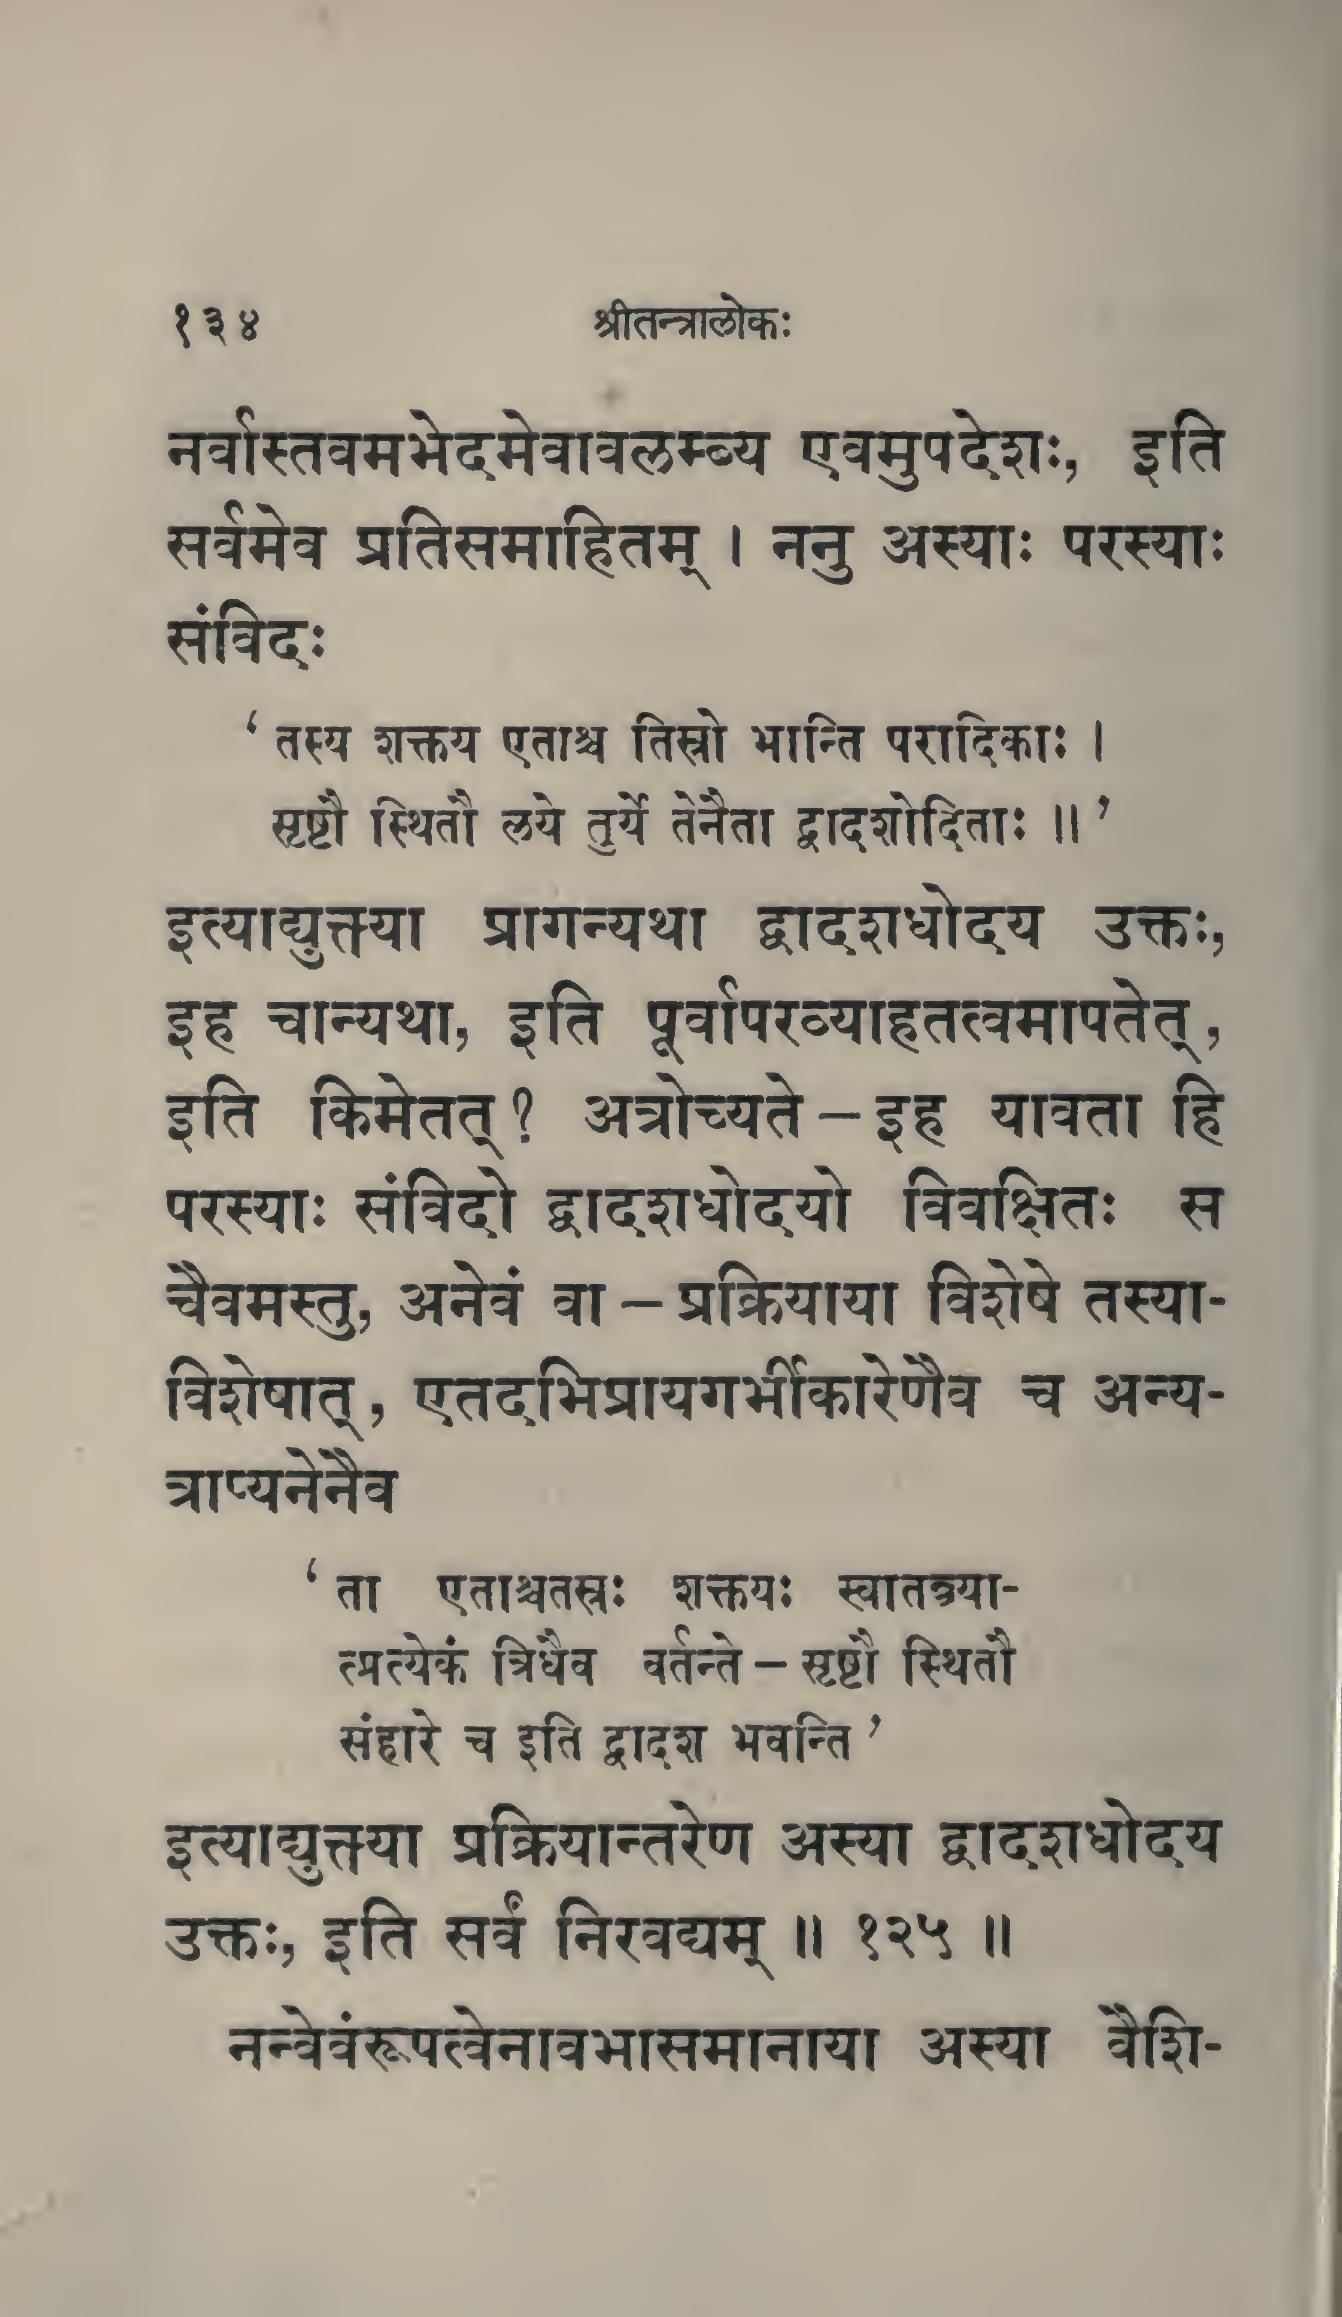 १३४ श्रीतन्त्रालोकः
नर्वास्तवमभेदमेवावलम्ब्य एवमुपदेशः, इति
सर्वमेव प्रतिसमाहितम् । ननु अस्याः परस्याः
संविदः
‘ तस्य शक्तय एताश्च तिस्रो भान्ति परादिकाः ।
सृष्टौ स्थितौ लये तुर्ये तेनैता द्वादशोदिताः ॥ ’
इत्याद्युक्त्या प्रागन्यथा द्वादशधोदय उक्तः,
इह चान्यथा, इति पूर्वापरव्याहतत्वमापतेत्,
इति किमेतत् ? अत्रोच्यते – इह यावता हि
परस्याः संविदो द्वादशधोदयो विवक्षितः स
चैवमस्तु, अनेवं वा – प्रक्रियाया विशेषे तस्या-
विशेषात्, एतदभिप्रायगर्भीकारेणैव च अन्य-
त्राप्यनेनैव
‘ ता एताश्चतस्रः शक्तयः स्वातन्त्र्या-
त्प्रत्येकं त्रिधैव वर्तन्ते – सृष्टौ स्थितौ
संहारे च इति द्वादश भवन्ति ’
इत्याद्युक्त्या प्रक्रियान्तरेण अस्या द्वादशधोदय
उक्तः, इति सर्वं निरवद्यम् ॥ १२५ ॥
नन्वेवंरूपत्वेनावभासमानाया अस्या वैशि-